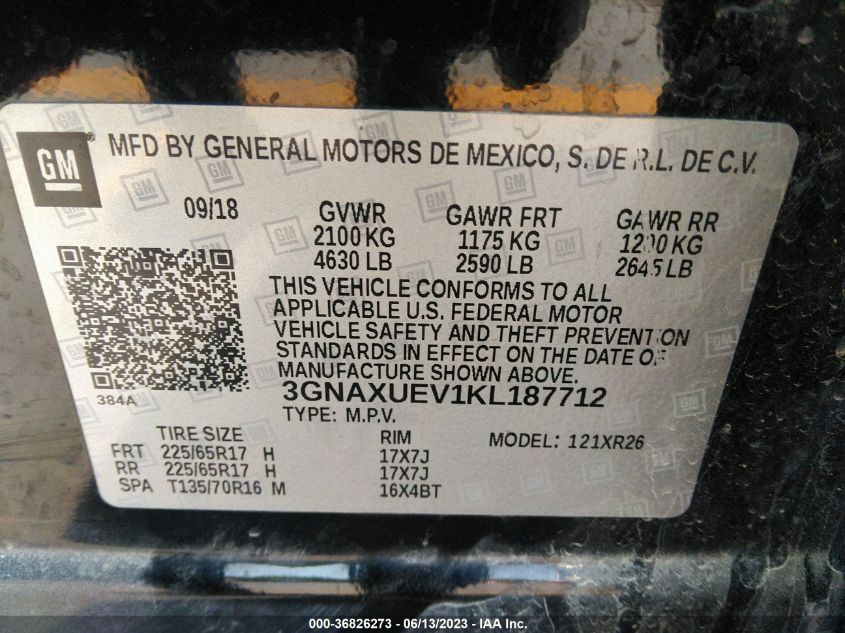 GM
MFD BY GENERAL MOTORS DE MEXICO, S. DE R.L. DE C.V.
09/18 GVWR GAWR FRT GAWR RR
2100 KG 1175 KG 1200 KG
4630 LB 2590 LB 2645 LB
THIS VEHICLE CONFORMS TO ALL
APPLICABLE U.S. FEDERAL MOTOR
VEHICLE SAFETY AND THEFT PREVENTION
STANDARDS IN EFFECT ON THE DATE OF
MANUFACTURE SHOWN ABOVE.
384A
3GNAXUEV1KL187712
TYPE: M.P.V.
TIRE SIZE RIM MODEL: 121XR26
FRT 225/65R17 H 17X7J
RR 225/65R17 H 17X7J
SPA T135/70R16 M 16X4BT
000-36826273 - 06/13/2023 - IAA Inc.